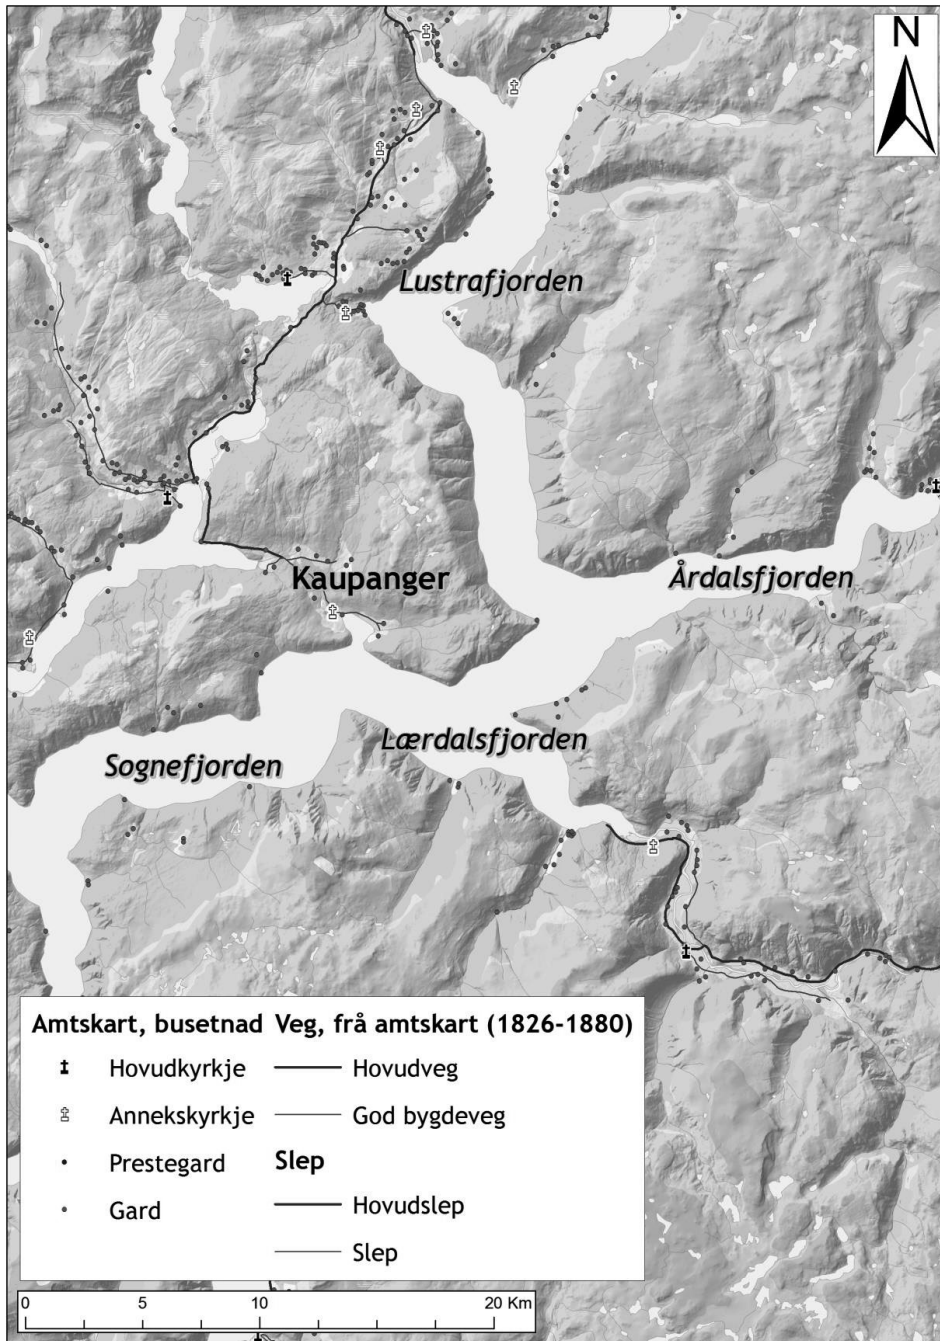 N
Lustrafjorden
Kaupanger
Årdalsfjorden
Lærdalsfjorden
Sognefjorden
Amtskart, busetnad
Hovudkyrkje
Annekskyrkje
Prestegard
Gard
Veg, frå amtskart (1826-1880)
Hovudveg
God bygdeveg
Slep
Hovudslep
Slep
0 5 10 20 Km